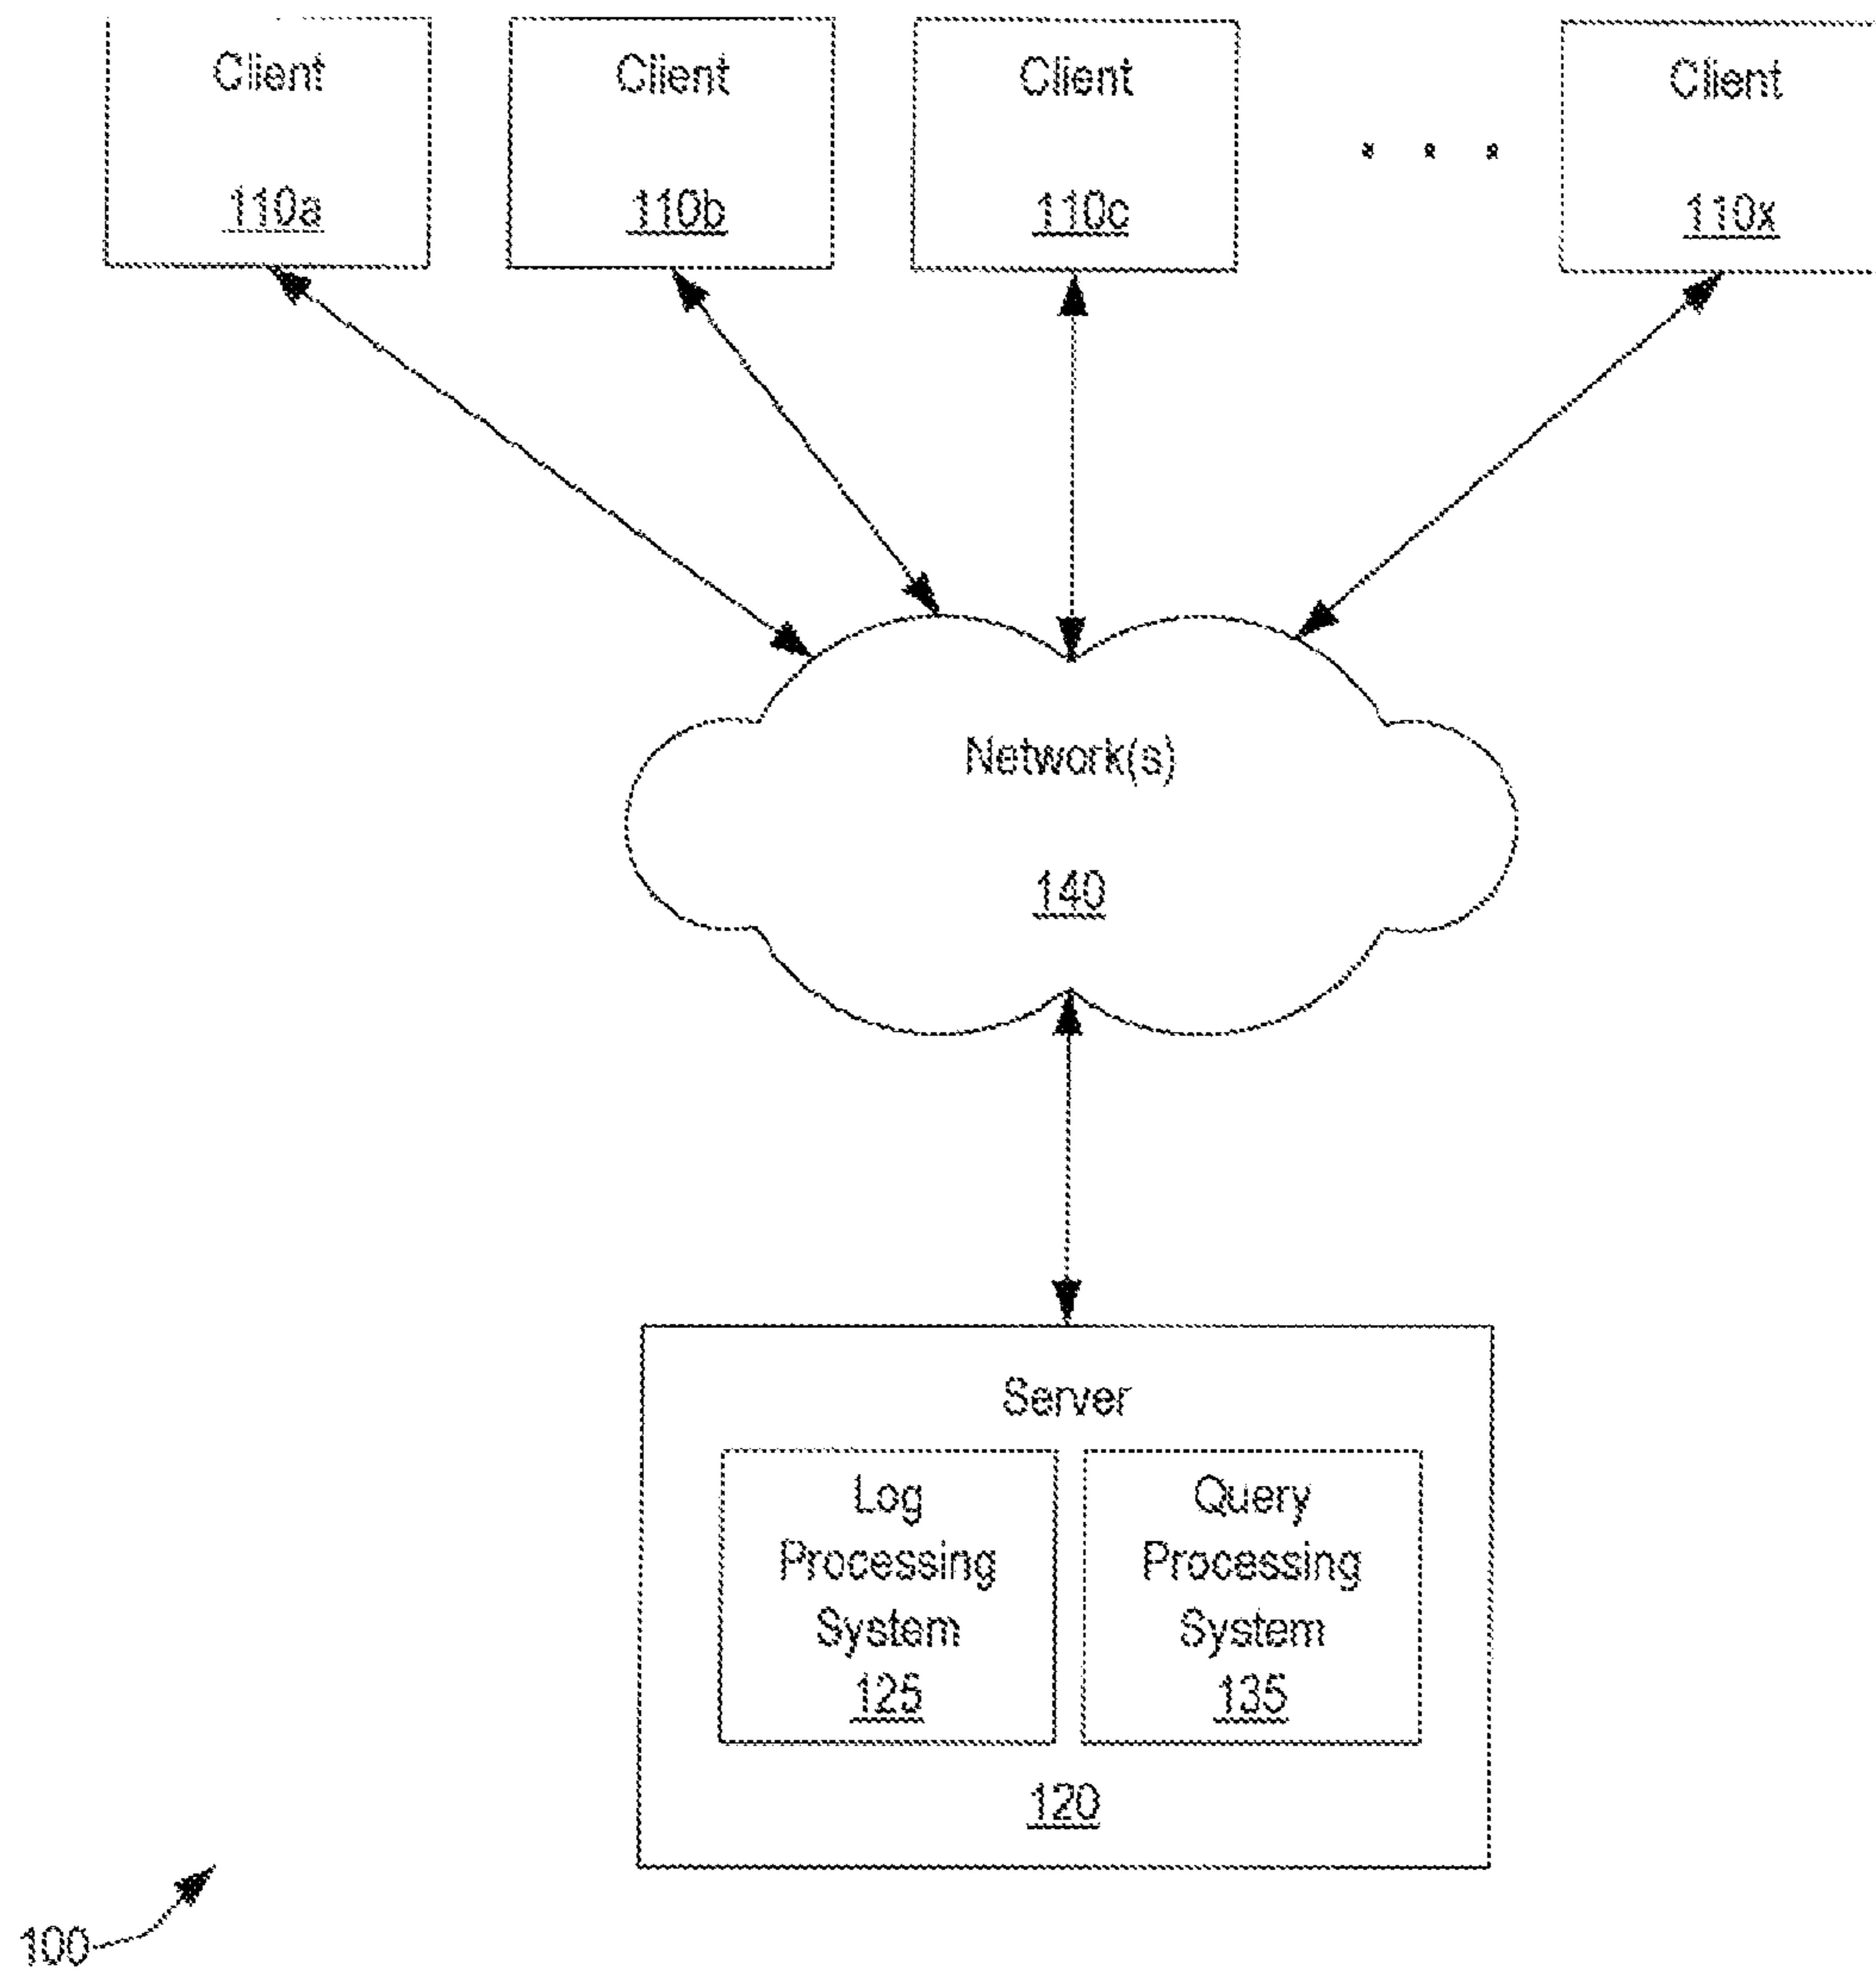 Client
110a
Client
110b
Client
110c
. . .
Client
110x
Network(s)
140
Server
Log
Processing
System
125
Query
Processing
System
135
120
100